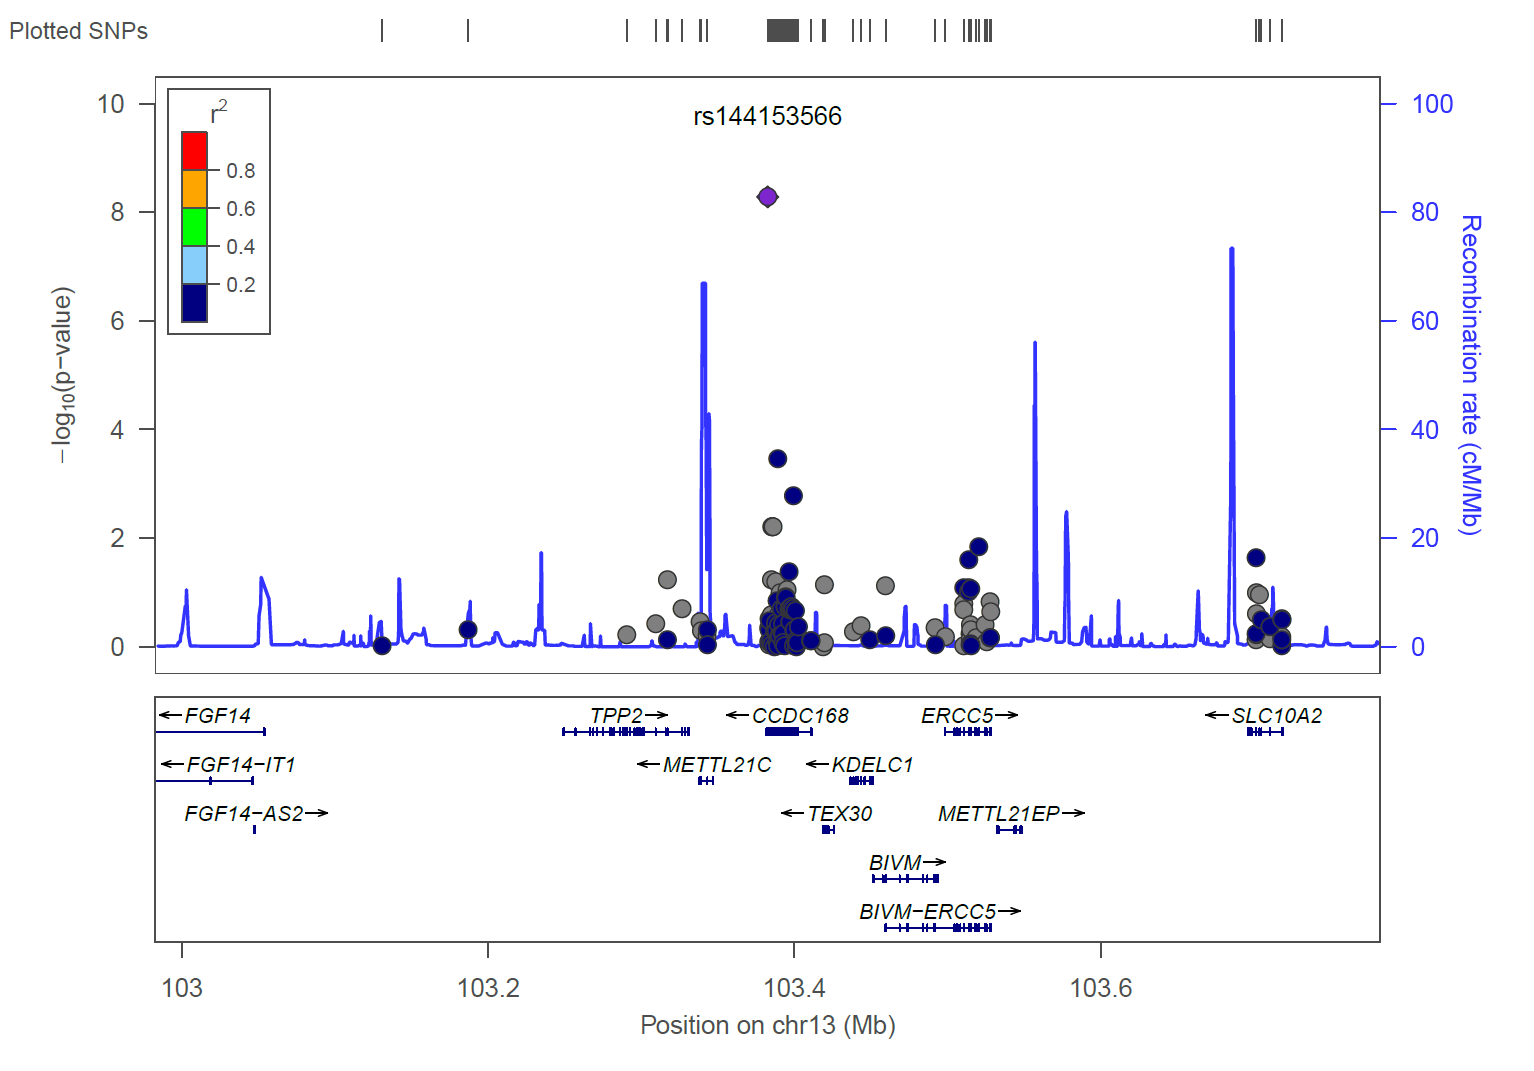 Plotted SNPs
rs144153566
r2
0.8
0.6
0.4
0.2
10
8
6
4
2
0
−log10(p−value)
100
80
60
40
20
0
Recombination rate (cM/Mb)
FGF14 TPP2 CCDC168 ERCC5 SLC10A2
FGF14−IT1 METTL21C KDELC1
FGF14−AS2 TEX30 METTL21EP
BIVM
BIVM−ERCC5
103 103.2 103.4 103.6
Position on chr13 (Mb)